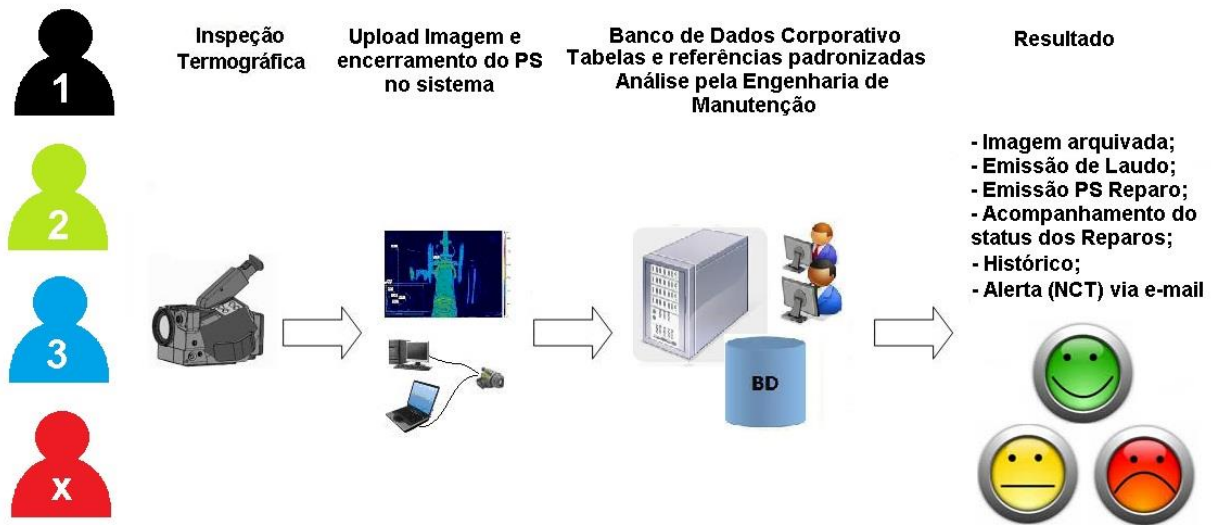 1
2
3
X
Inspeção
Termográfica
Upload Imagem e
encerramento do PS
no sistema
Banco de Dados Corporativo
Tabelas e referências padronizadas
Análise pela Engenharia de
Manutenção
BD
Resultado
- Imagem arquivada;
- Emissão de Laudo;
- Emissão PS Reparo;
- Acompanhamento do
status dos Reparos;
- Histórico;
- Alerta (NCT) via e-mail